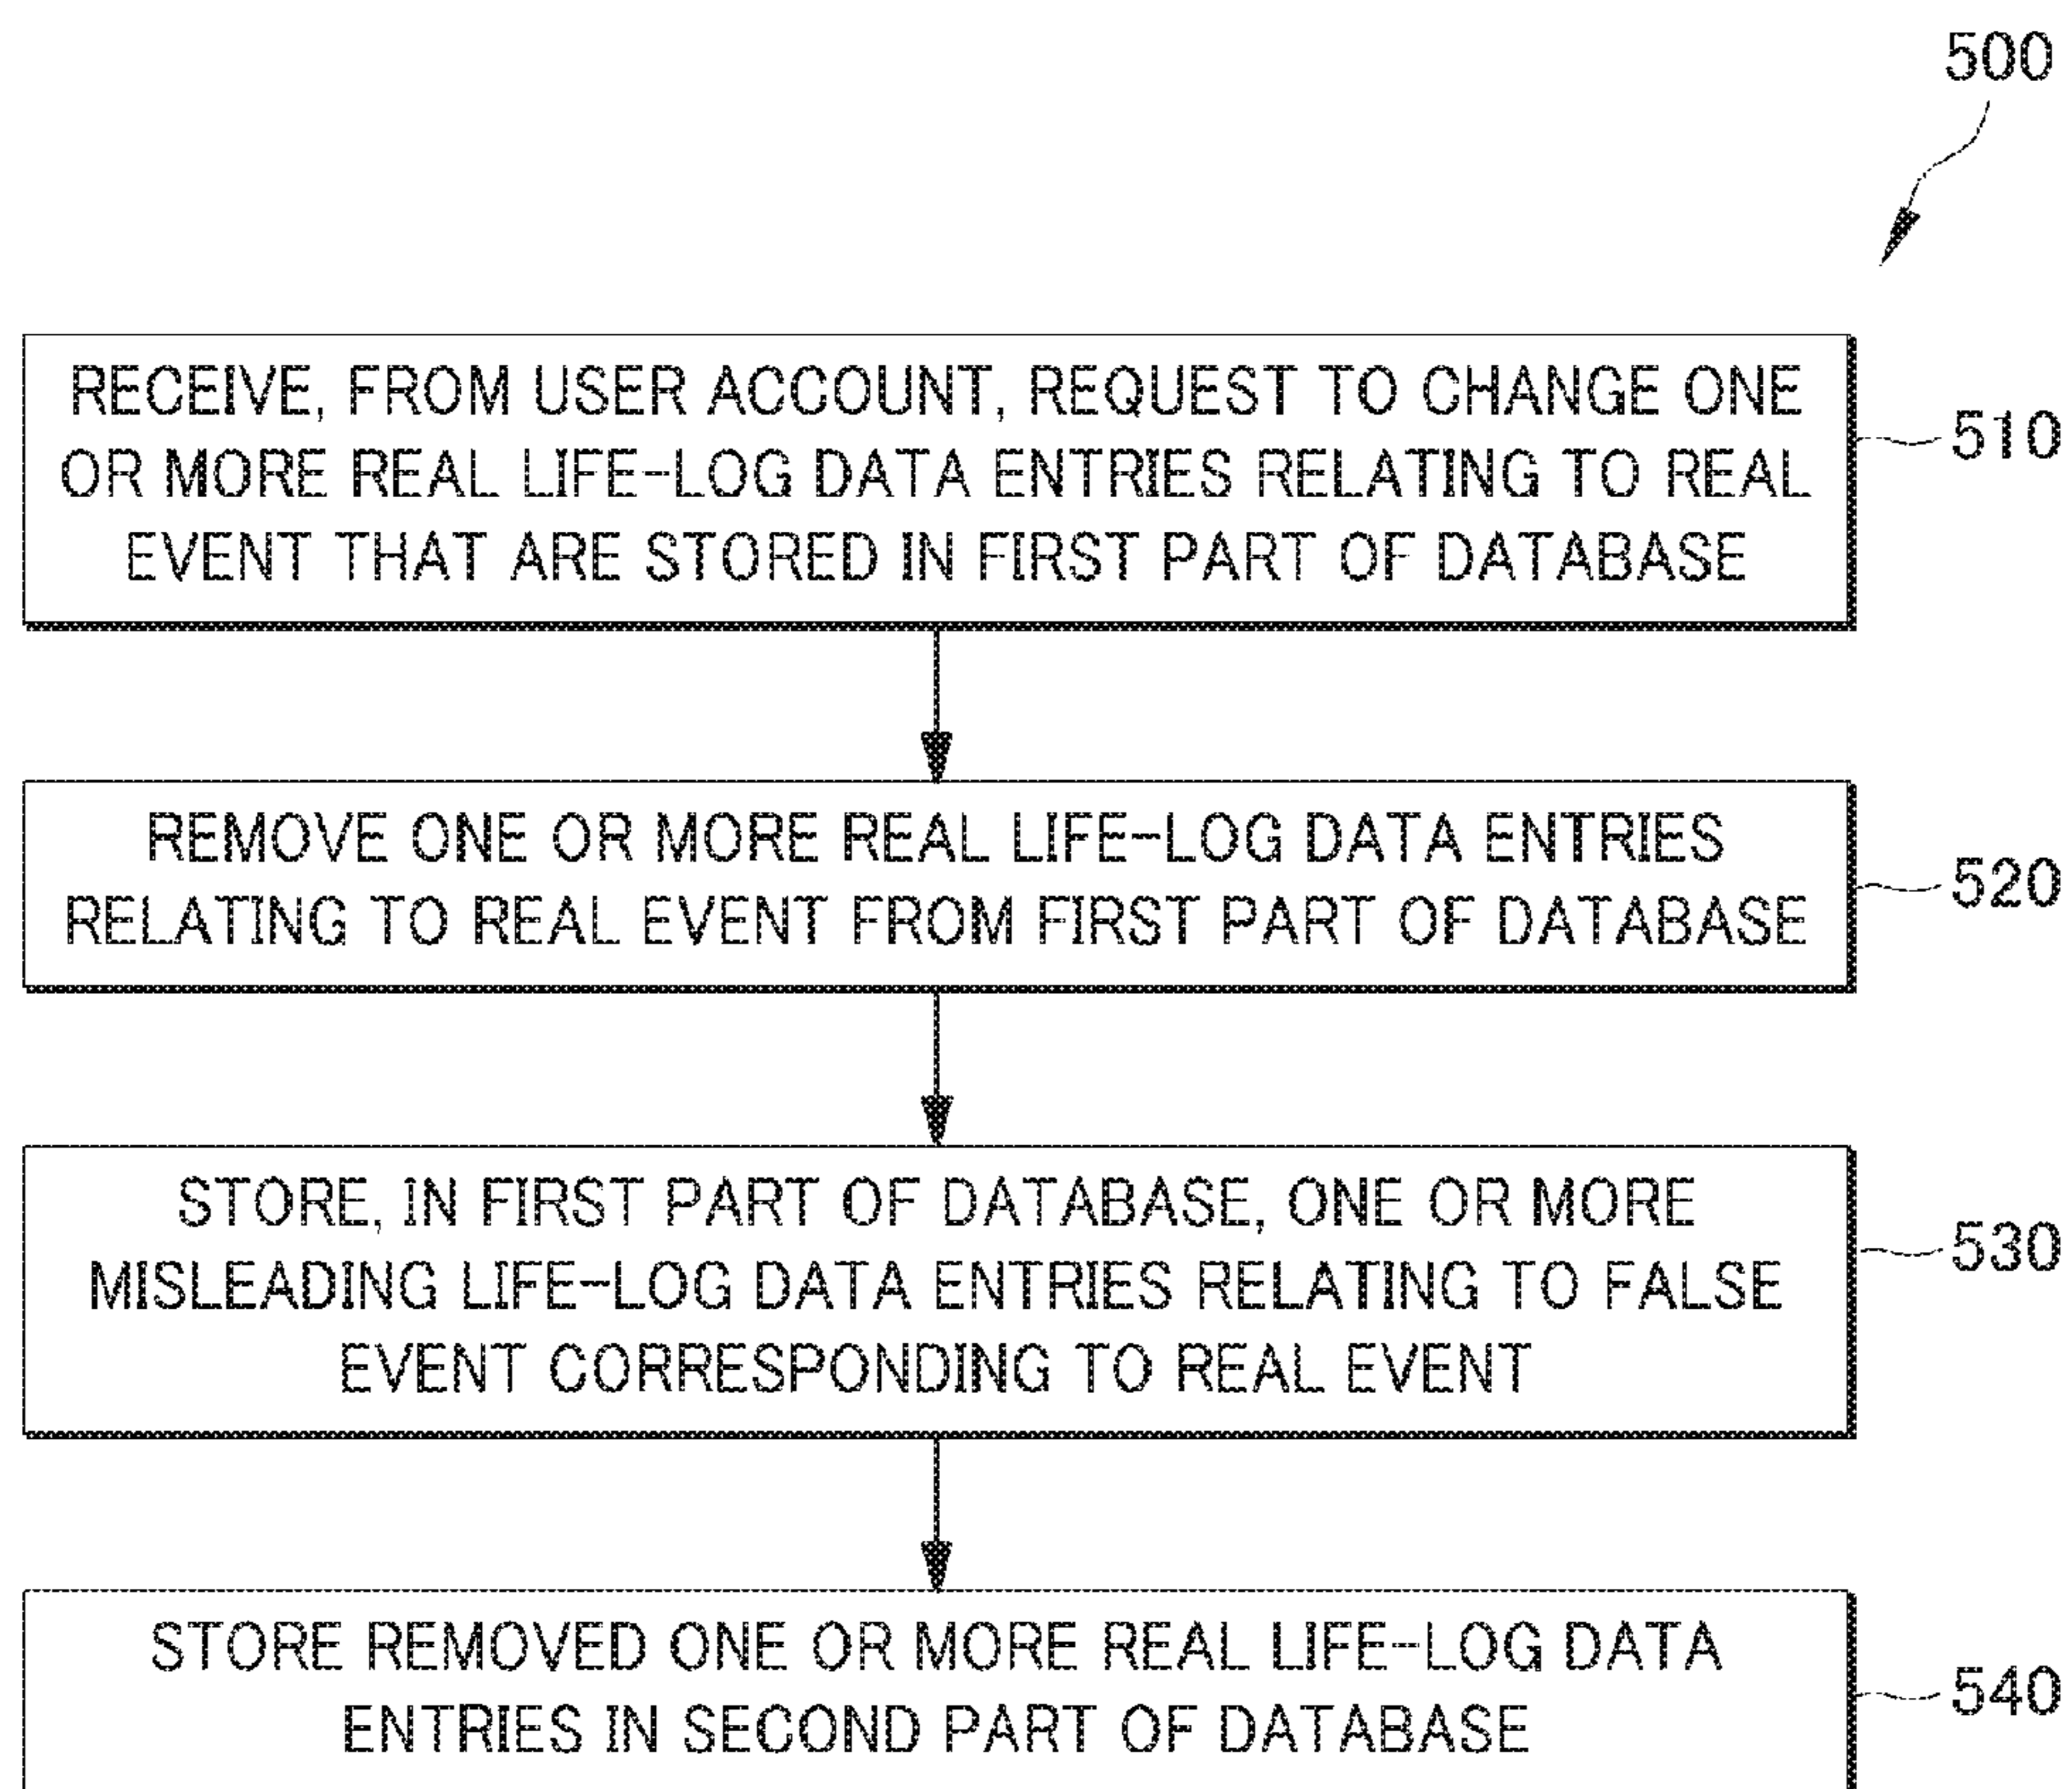 500
RECEIVE, FROM USER ACCOUNT, REQUEST TO CHANGE ONE
OR MORE REAL LIFE-LOG DATA ENTRIES RELATING TO REAL
EVENT THAT ARE STORED IN FIRST PART OF DATABASE
510
REMOVE ONE OR MORE REAL LIFE-LOG DATA ENTRIES
RELATING TO REAL EVENT FROM FIRST PART OF DATABASE
520
STORE, IN FIRST PART OF DATABASE, ONE OR MORE
MISLEADING LIFE-LOG DATA ENTRIES RELATING TO FALSE
EVENT CORRESPONDING TO REAL EVENT
530
STORE REMOVED ONE OR MORE REAL LIFE-LOG DATA
ENTRIES IN SECOND PART OF DATABASE
540